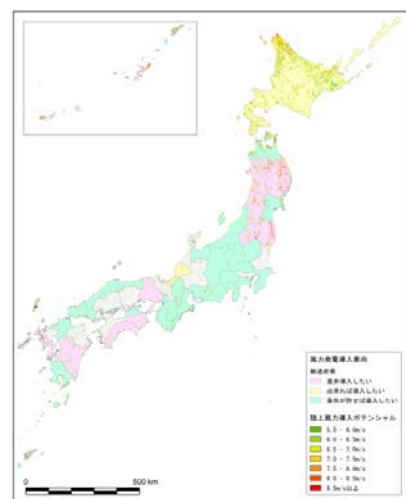 風力発電導入意向
都道府県
是非導入したい
出来れば導入したい
条件が許せば導入したい
陸上風力導入ポテンシャル
5.5 - 6.0m/s
6.0 - 6.5m/s
6.5 - 7.0m/s
7.0 - 7.5m/s
7.5 - 8.0m/s
8.0 - 8.5m/s
8.5m/s以上
0 500 km